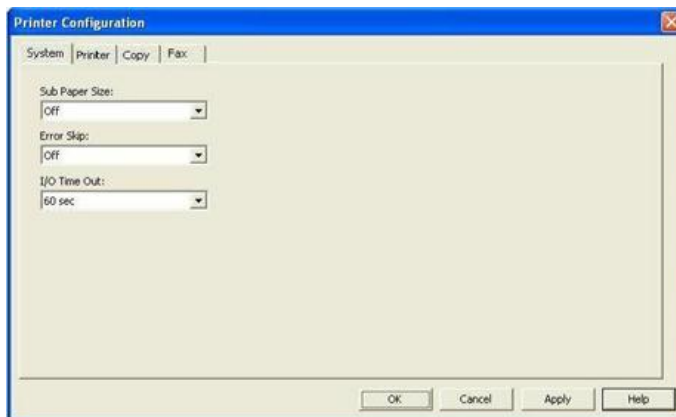 Printer Configuration
System Printer Copy Fax
Sub Paper Size:
Off
Error Skip:
Off
I/O Time Out:
60 sec
OK Cancel Apply Help